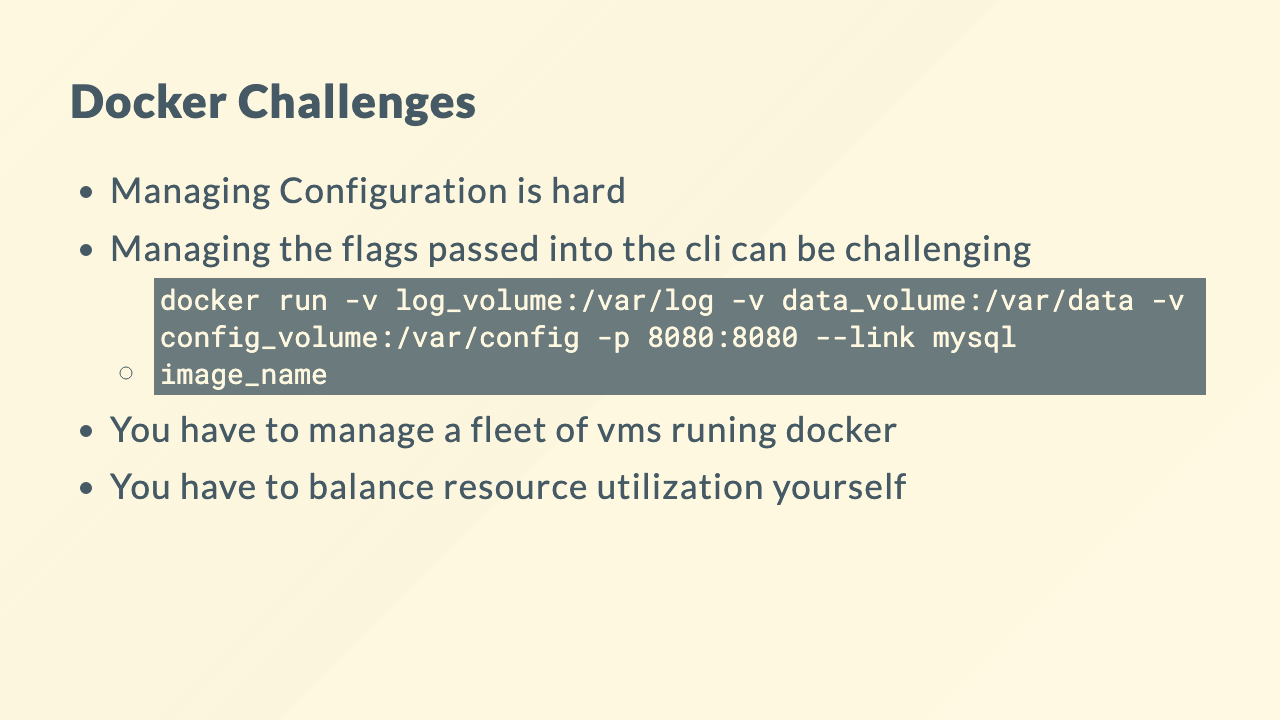 Docker Challenges
Managing Configuration is hard
Managing the flags passed into the cli can be challenging
docker run -v log_volume:/var/log -v data_volume:/var/data -v
config_volume:/var/config -p 8080:8080 --link mysql
image_name
You have to manage a fleet of vms runing docker
You have to balance resource utilization yourself